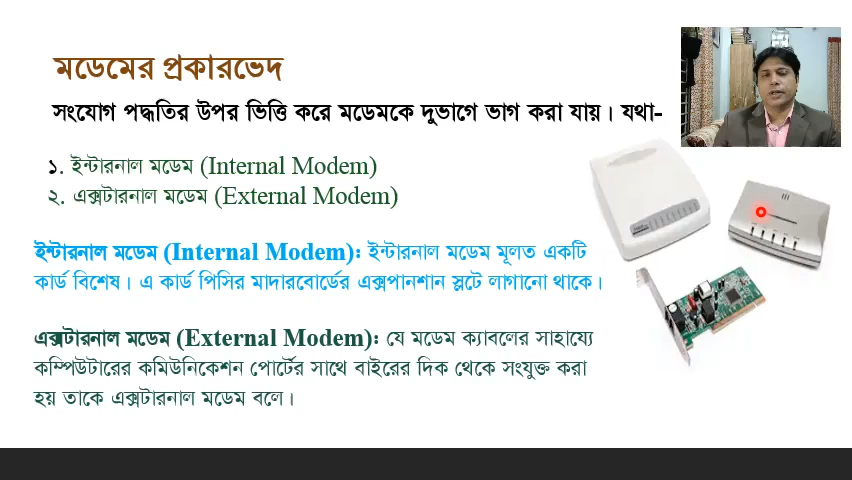 মডেমের প্রকারভেদ
সংযোগ পদ্ধতির উপর ভিত্তি করে মডেমকে দুভাগে ভাগ করা যায়। যথা-
১. ইন্টারনাল মডেম (Internal Modem)
২. এক্সটারনাল মডেম (External Modem)
ইন্টারনাল মডেম (Internal Modem): ইন্টারনাল মডেম মূলত একটি
কার্ড বিশেষ। এ কার্ড পিসির মাদারবোর্ডের এক্সপানশান স্লটে লাগানো থাকে।
এক্সটারনাল মডেম (External Modem): যে মডেম ক্যাবলের সাহায্যে
কম্পিউটারের কমিউনিকেশন পোর্টের সাথে বাইরের দিক থেকে সংযুক্ত করা
হয় তাকে এক্সটারনাল মডেম বলে।